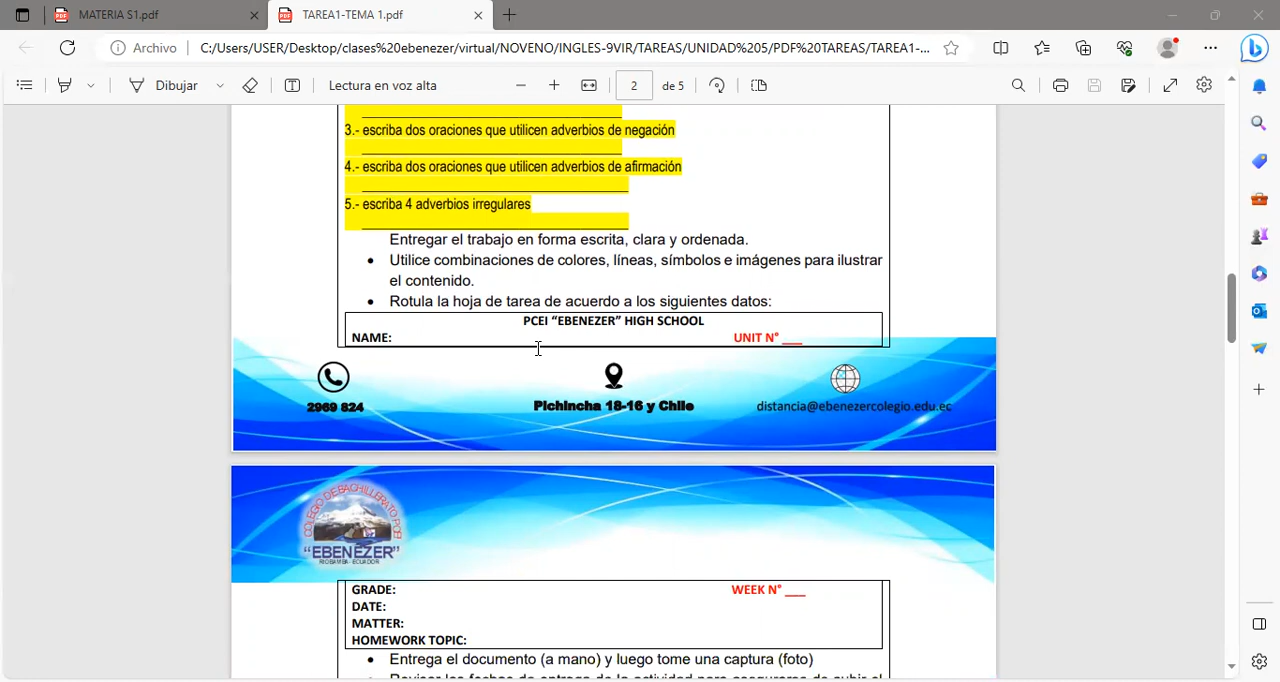 MATERIA S1.pdf
TAREA1-TEMA 1.pdf
Archivo
C:/Users/USER/Desktop/clases%20ebenezer/virtual/NOVENO/INGLES-9VIR/TAREAS/UNIDAD%205/PDF%20TAREAS/TAREA1-...
Dibujar
Lectura en voz alta
2 de 5
3.- escriba dos oraciones que utilicen adverbios de negación
4.- escriba dos oraciones que utilicen adverbios de afirmación
5.- escriba 4 adverbios irregulares
Entregar el trabajo en forma escrita, clara y ordenada.
• Utilice combinaciones de colores, líneas, símbolos e imágenes para ilustrar
el contenido.
• Rotula la hoja de tarea de acuerdo a los siguientes datos:
PCEI “EBENEZER” HIGH SCHOOL
NAME: UNIT N° ___
2969 824
Pichincha 18-16 y Chile
distancia@ebenezercolegio.edu.ec
COLEGIO DE BACHILLERATO PCEI
“EBENEZER”
RIOBAMBA - ECUADOR
GRADE: WEEK N° ___
DATE:
MATTER:
HOMEWORK TOPIC:
• Entrega el documento (a mano) y luego tome una captura (foto)